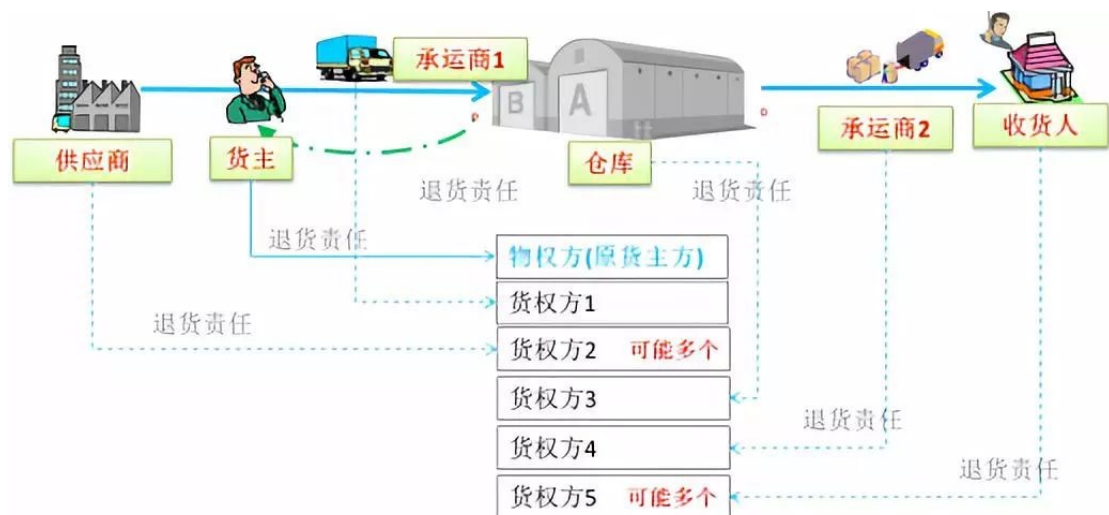 承运商1
B
A
供应商
货主
仓库
承运商2
收货人
退货责任
退货责任
退货责任
物权方(原货主方)
货权方1
退货责任
货权方2 可能多个
货权方3
退货责任
货权方4
退货责任
货权方5 可能多个